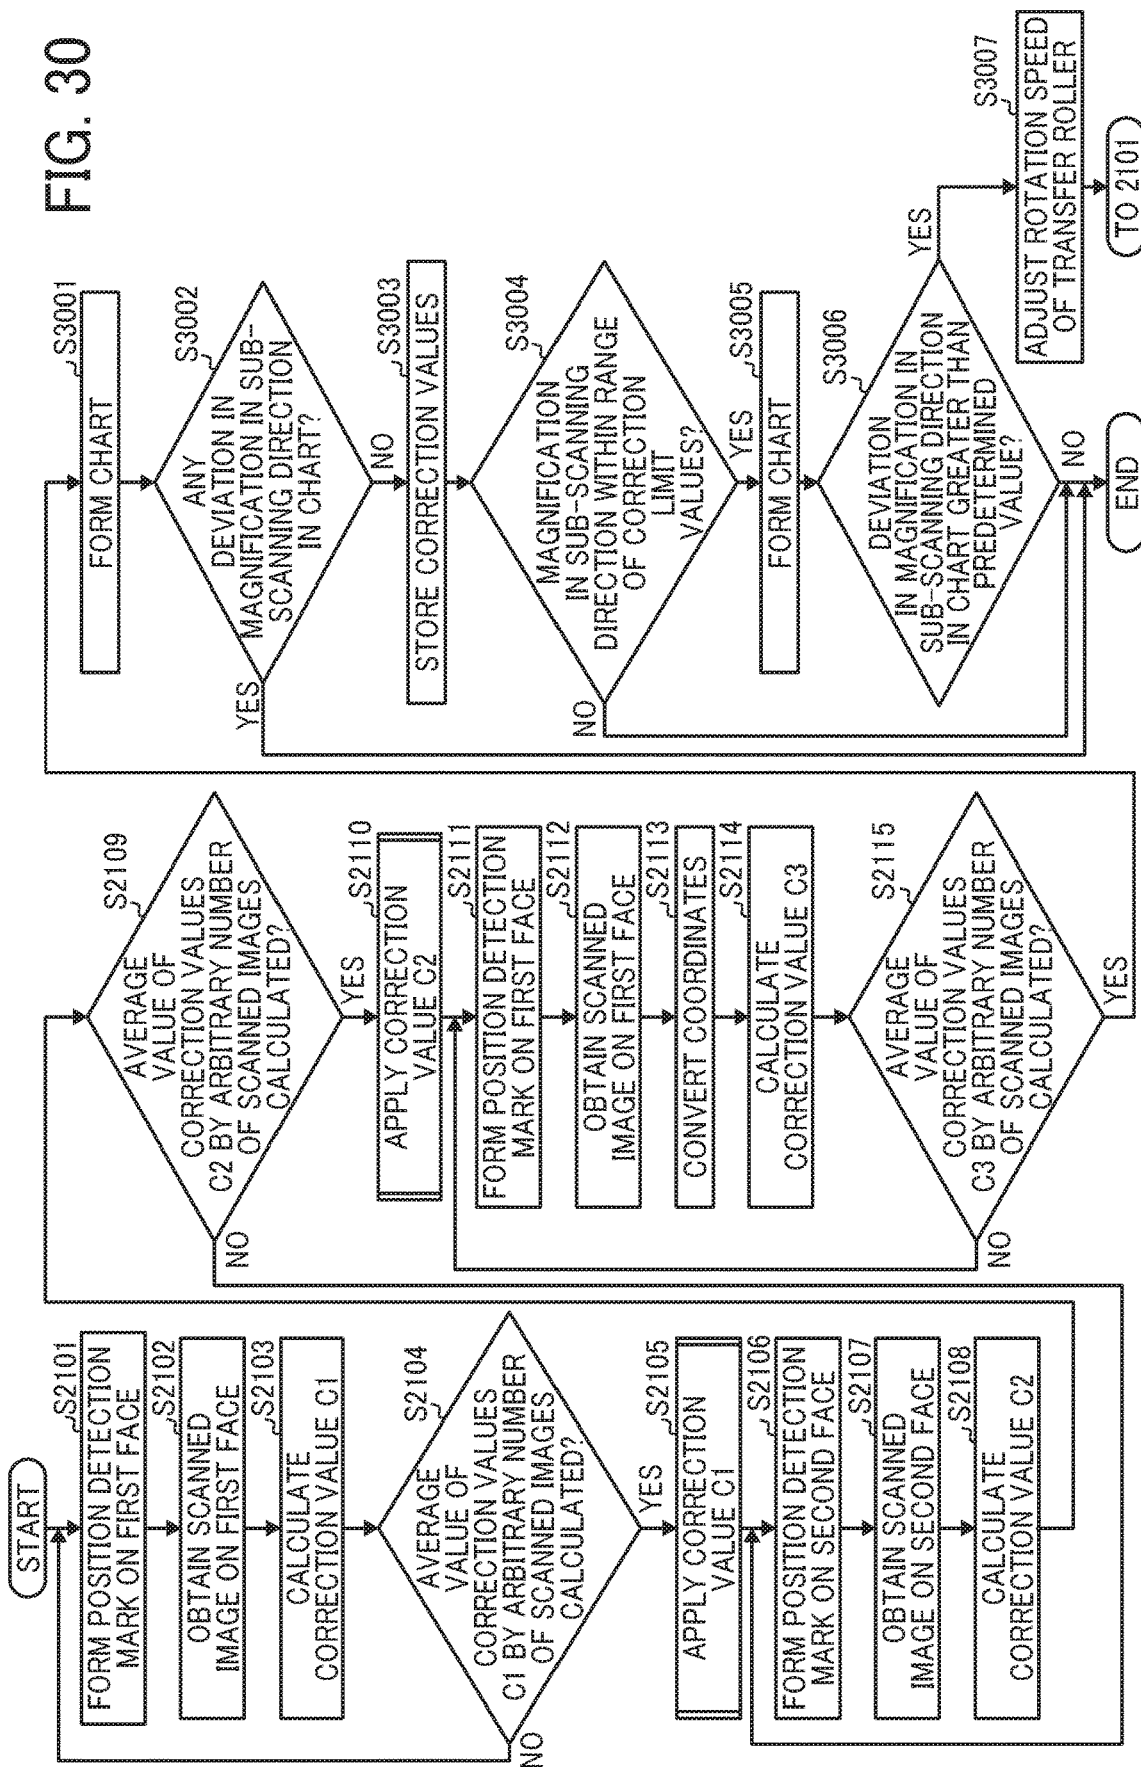 FIG. 30
START
S2101
FORM POSITION DETECTION
MARK ON FIRST FACE
S2102
OBTAIN SCANNED
IMAGE ON FIRST FACE
S2103
CALCULATE
CORRECTION VALUE C1
S2104
AVERAGE
VALUE OF
CORRECTION VALUES
C1 BY ARBITRARY NUMBER
OF SCANNED IMAGES
CALCULATED?
NO
YES
S2105
APPLY CORRECTION
VALUE C1
S2106
FORM POSITION DETECTION
MARK ON SECOND FACE
S2107
OBTAIN SCANNED
IMAGE ON SECOND FACE
S2108
CALCULATE
CORRECTION VALUE C2
S2109
AVERAGE
VALUE OF
CORRECTION VALUES
C2 BY ARBITRARY NUMBER
OF SCANNED IMAGES
CALCULATED?
NO
YES
S2110
APPLY CORRECTION
VALUE C2
S2111
FORM POSITION DETECTION
MARK ON FIRST FACE
S2112
OBTAIN SCANNED
IMAGE ON FIRST FACE
S2113
CONVERT COORDINATES
S2114
CALCULATE
CORRECTION VALUE C3
S2115
AVERAGE
VALUE OF
CORRECTION VALUES
C3 BY ARBITRARY NUMBER
OF SCANNED IMAGES
CALCULATED?
NO
YES
S3001
FORM CHART
S3002
ANY
DEVIATION IN
MAGNIFICATION IN SUB-
SCANNING DIRECTION
IN CHART?
YES
NO
S3003
STORE CORRECTION VALUES
S3004
MAGNIFICATION
IN SUB-SCANNING
DIRECTION WITHIN RANGE
OF CORRECTION
LIMIT
VALUES?
NO
YES
S3005
FORM CHART
S3006
DEVIATION
IN MAGNIFICATION IN
SUB-SCANNING DIRECTION
IN CHART GREATER THAN
PREDETERMINED
VALUE?
YES
NO
S3007
ADJUST ROTATION SPEED
OF TRANSFER ROLLER
END
TO 2101